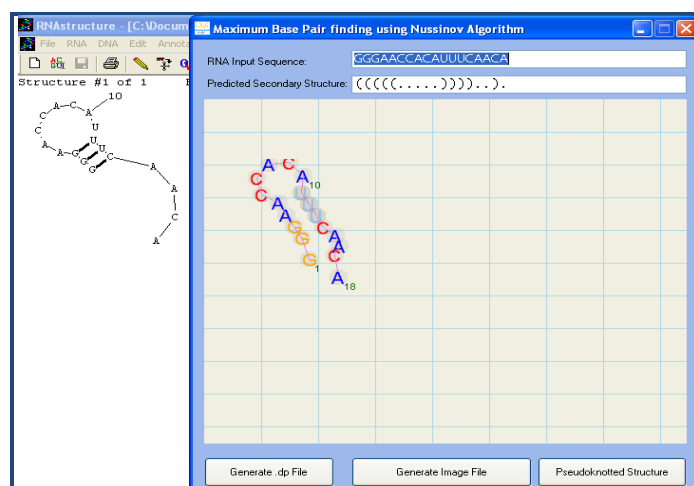 RNAstructure - [C:\Docum
File RNA DNA Edit Annota
Structure #1 of 1
10
C A C A
C U
A U
A U C
G G G
A
A
C
A
Maximum Base Pair finding using Nussinov Algorithm
RNA Input Sequence: GGGAACCACAUUUCAACA
Predicted Secondary Structure: (((((.....))))..).
A C
C A 10
C U
A U
A U C
G A
G A
G 1 C
A 18
Generate .dp File Generate Image File Pseudoknotted Structure